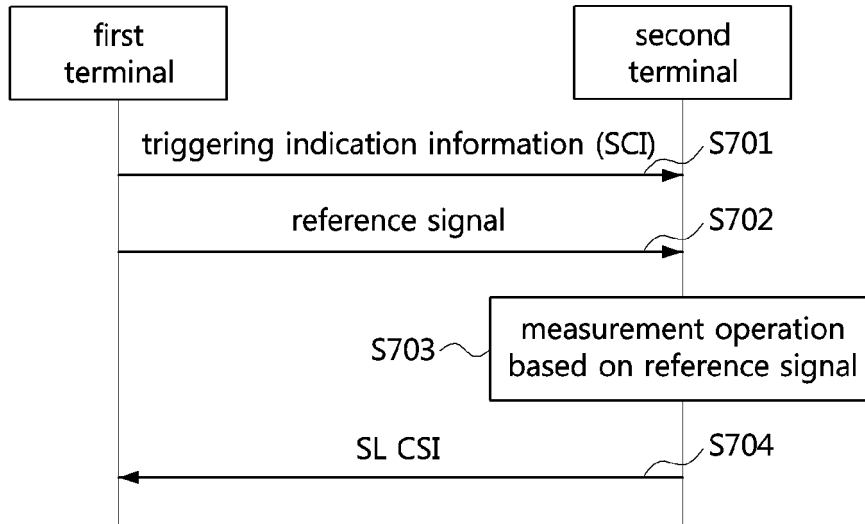 first
terminal
second
terminal
triggering indication information (SCI)
S701
reference signal
S702
S703
measurement operation
based on reference signal
SL CSI
S704